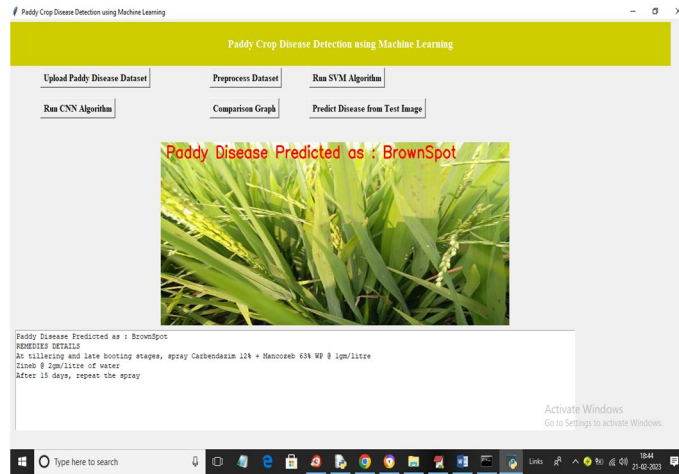 Paddy Crop Disease Detection using Machine Learning
Paddy Crop Disease Detection using Machine Learning
Upload Paddy Disease Dataset Preprocess Dataset Run SVM Algorithm
Run CNN Algorithm Comparison Graph Predict Disease from Test Image
Paddy Disease Predicted as : BrownSpot
Paddy Disease Predicted as : BrownSpot
REMEDIES DETAILS
At tillering and late booting stages, spray Carbendazim 12% + Mancozeb 63% WP @ 1gm/litre
Zineb @ 2gm/litre of water
After 15 days, repeat the spray
Activate Windows
Go to Settings to activate Windows.
Type here to search Links 18:44
21-02-2023